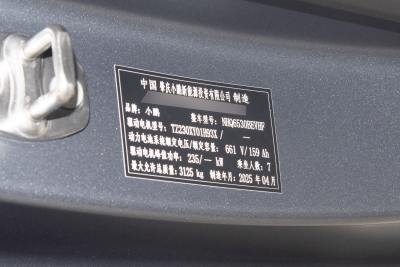 中国 肇庆小鹏新能源投资有限公司 制造
品牌：小鹏 整车型号：NHQ6530BEVHF
驱动电机型号：TZ230XY01H93X / —
动力电池系统额定电压/额定容量：661 V/159 Ah
驱动电机峰值功率：235/— kW 乘坐人数：7
最大允许总质量：3125 kg 制造年月：2025 年 04 月